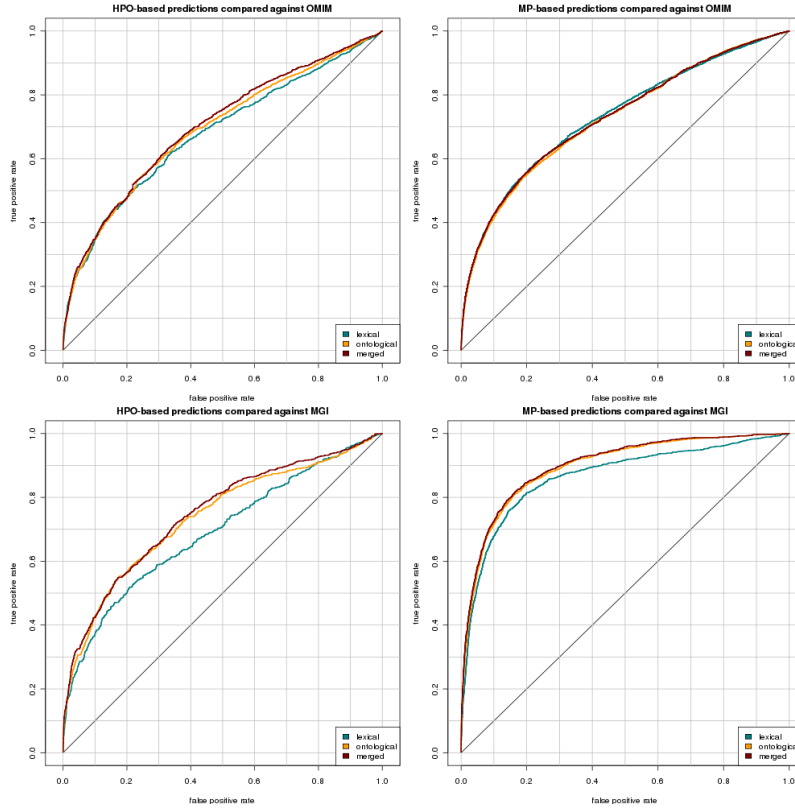 HPO-based predictions compared against OMIM
true positive rate
0.0 0.2 0.4 0.6 0.8 1.0
lexical
ontological
merged
0.0 0.2 0.4 0.6 0.8 1.0
false positive rate
MP-based predictions compared against OMIM
true positive rate
0.0 0.2 0.4 0.6 0.8 1.0
lexical
ontological
merged
0.0 0.2 0.4 0.6 0.8 1.0
false positive rate
HPO-based predictions compared against MGI
true positive rate
0.0 0.2 0.4 0.6 0.8 1.0
lexical
ontological
merged
0.0 0.2 0.4 0.6 0.8 1.0
false positive rate
MP-based predictions compared against MGI
true positive rate
0.0 0.2 0.4 0.6 0.8 1.0
lexical
ontological
merged
0.0 0.2 0.4 0.6 0.8 1.0
false positive rate